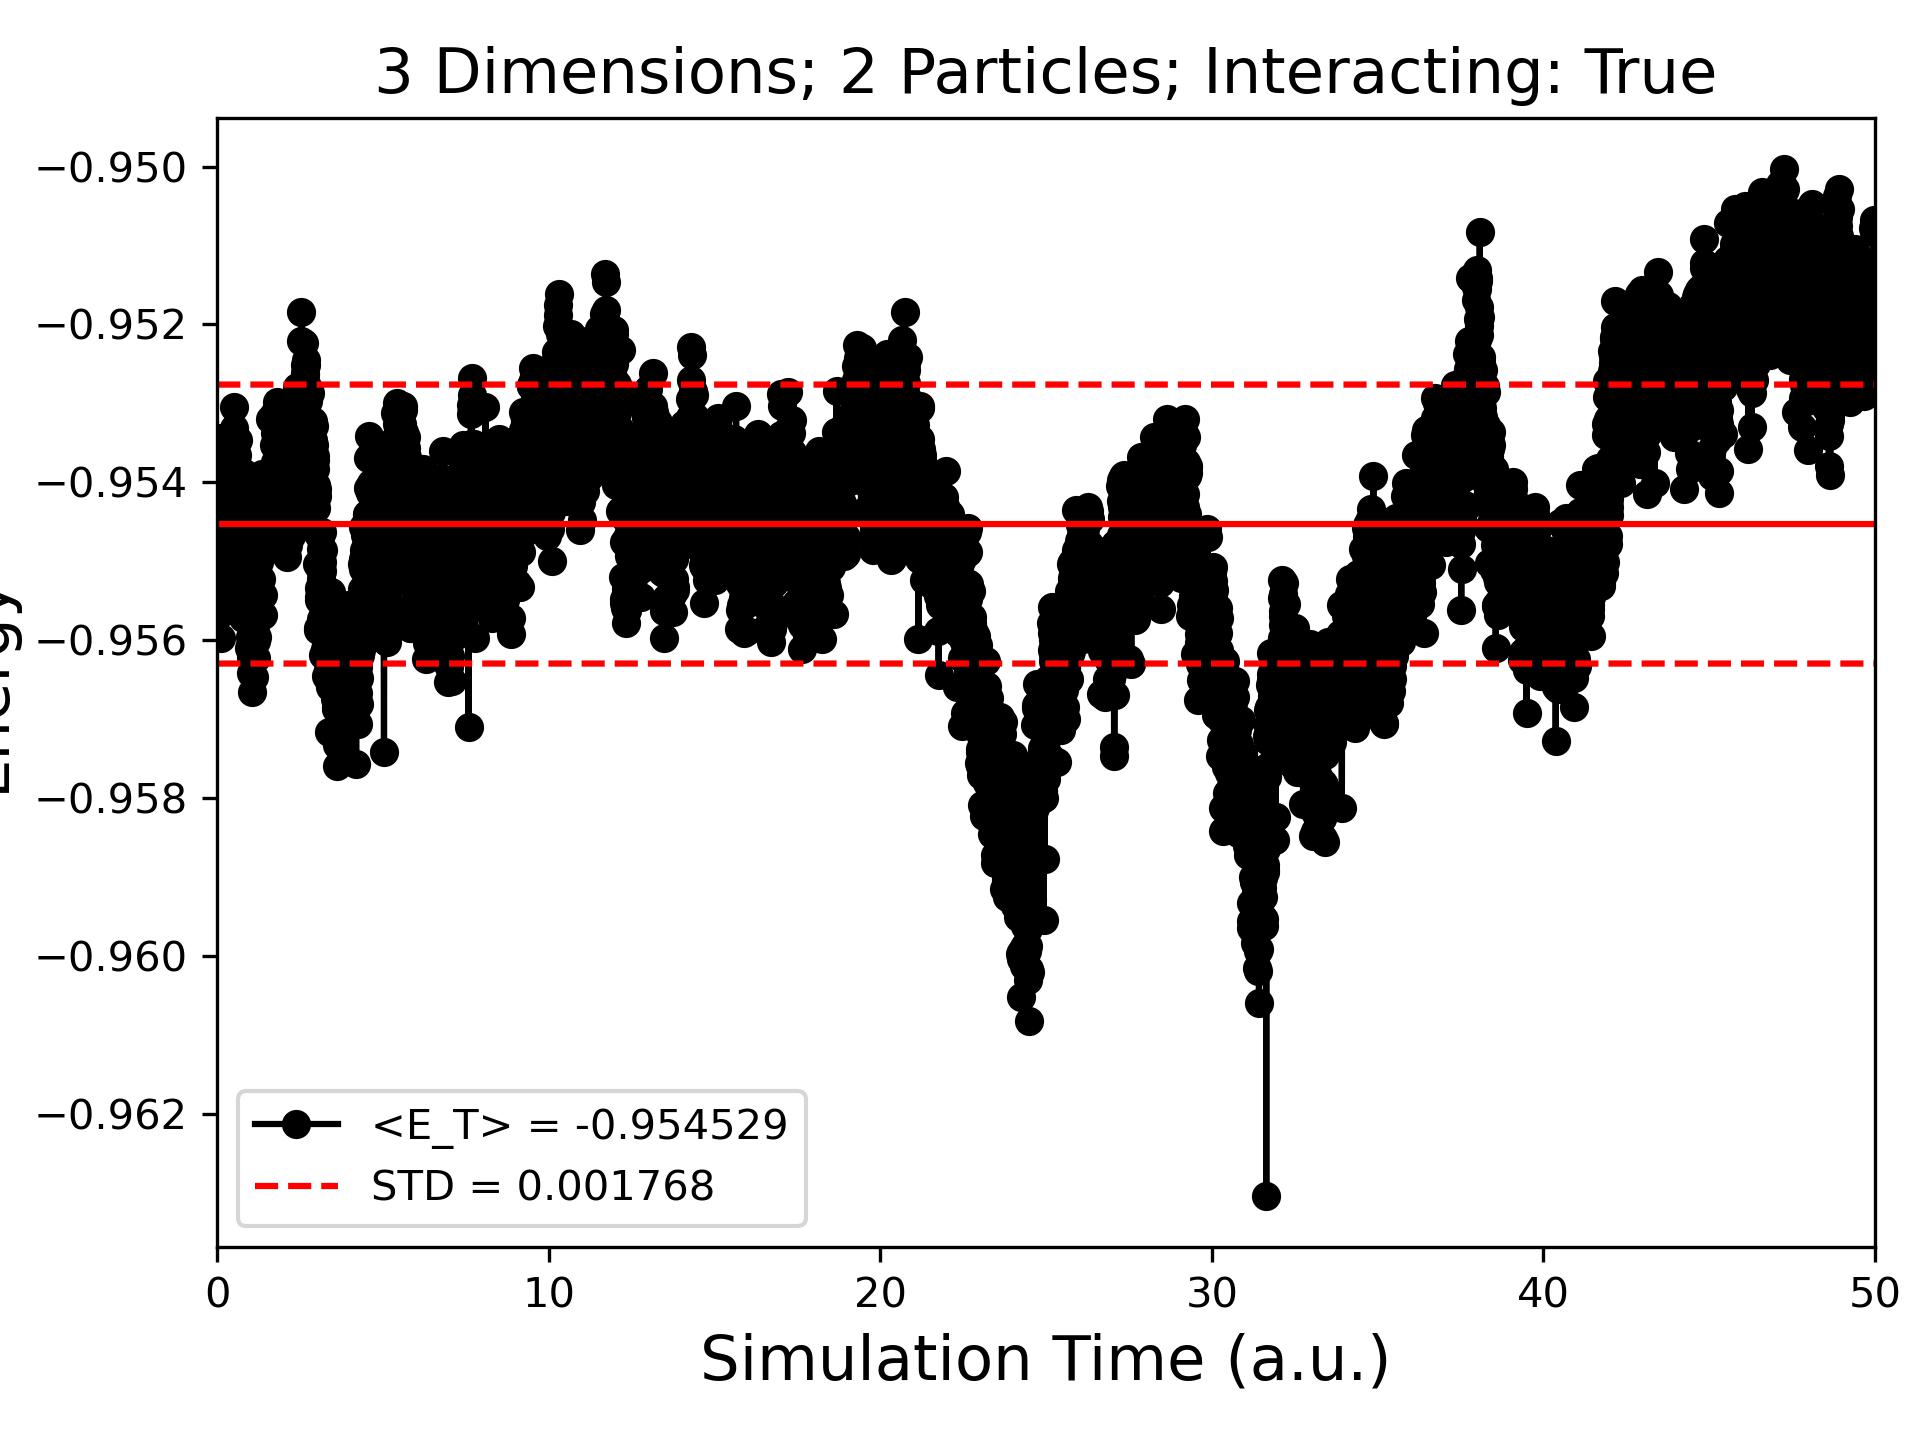 3 Dimensions; 2 Particles; Interacting: True
Energy
−0.950
−0.952
−0.954
−0.956
−0.958
−0.960
−0.962
<E_T> = -0.954529
STD = 0.001768
0 10 20 30 40 50
Simulation Time (a.u.)